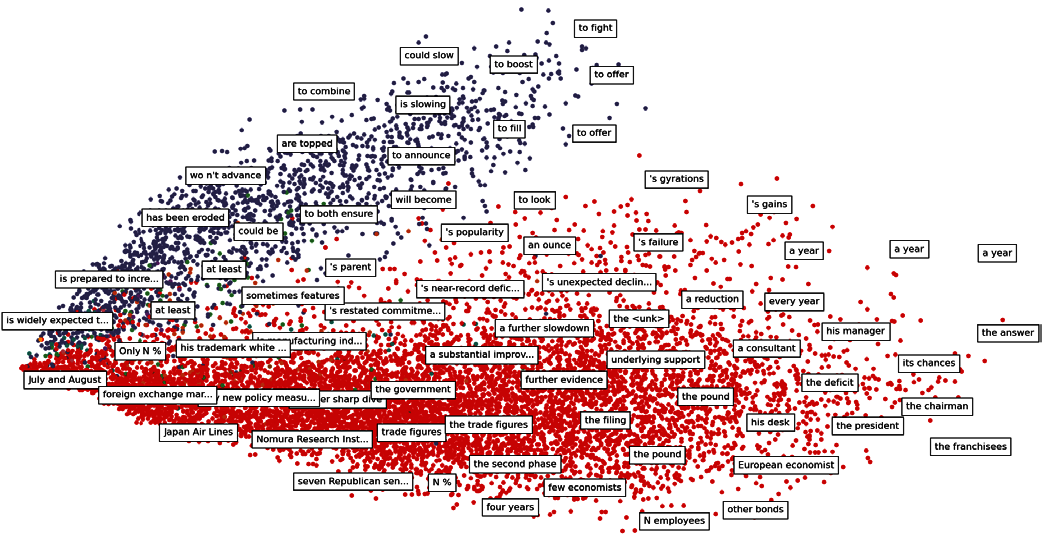 to fight
could slow
to boost
to offer
to combine
is slowing
to fill
to offer
are topped
to announce
wo n't advance
's gyrations
will become
to look
's gains
has been eroded
to both ensure
could be
's popularity
an ounce
's failure
a year
a year
a year
at least
's parent
is prepared to incre...
's near-record defic...
's unexpected declin...
sometimes features
a reduction
every year
at least
's restated commitme...
the <unk>
is widely expected t...
a further slowdown
his manager
the answer
manufacturing ind...
Only N %
his trademark white ...
a substantial improv...
underlying support
a consultant
its chances
July and August
the government
further evidence
the deficit
foreign exchange mar...
new policy measu...
er sharp dr
the pound
the chairman
Japan Air Lines
Nomura Research Inst...
trade figures
the trade figures
the filing
his desk
the president
the franchisees
the second phase
the pound
European economist
seven Republican sen...
N %
few economists
four years
N employees
other bonds